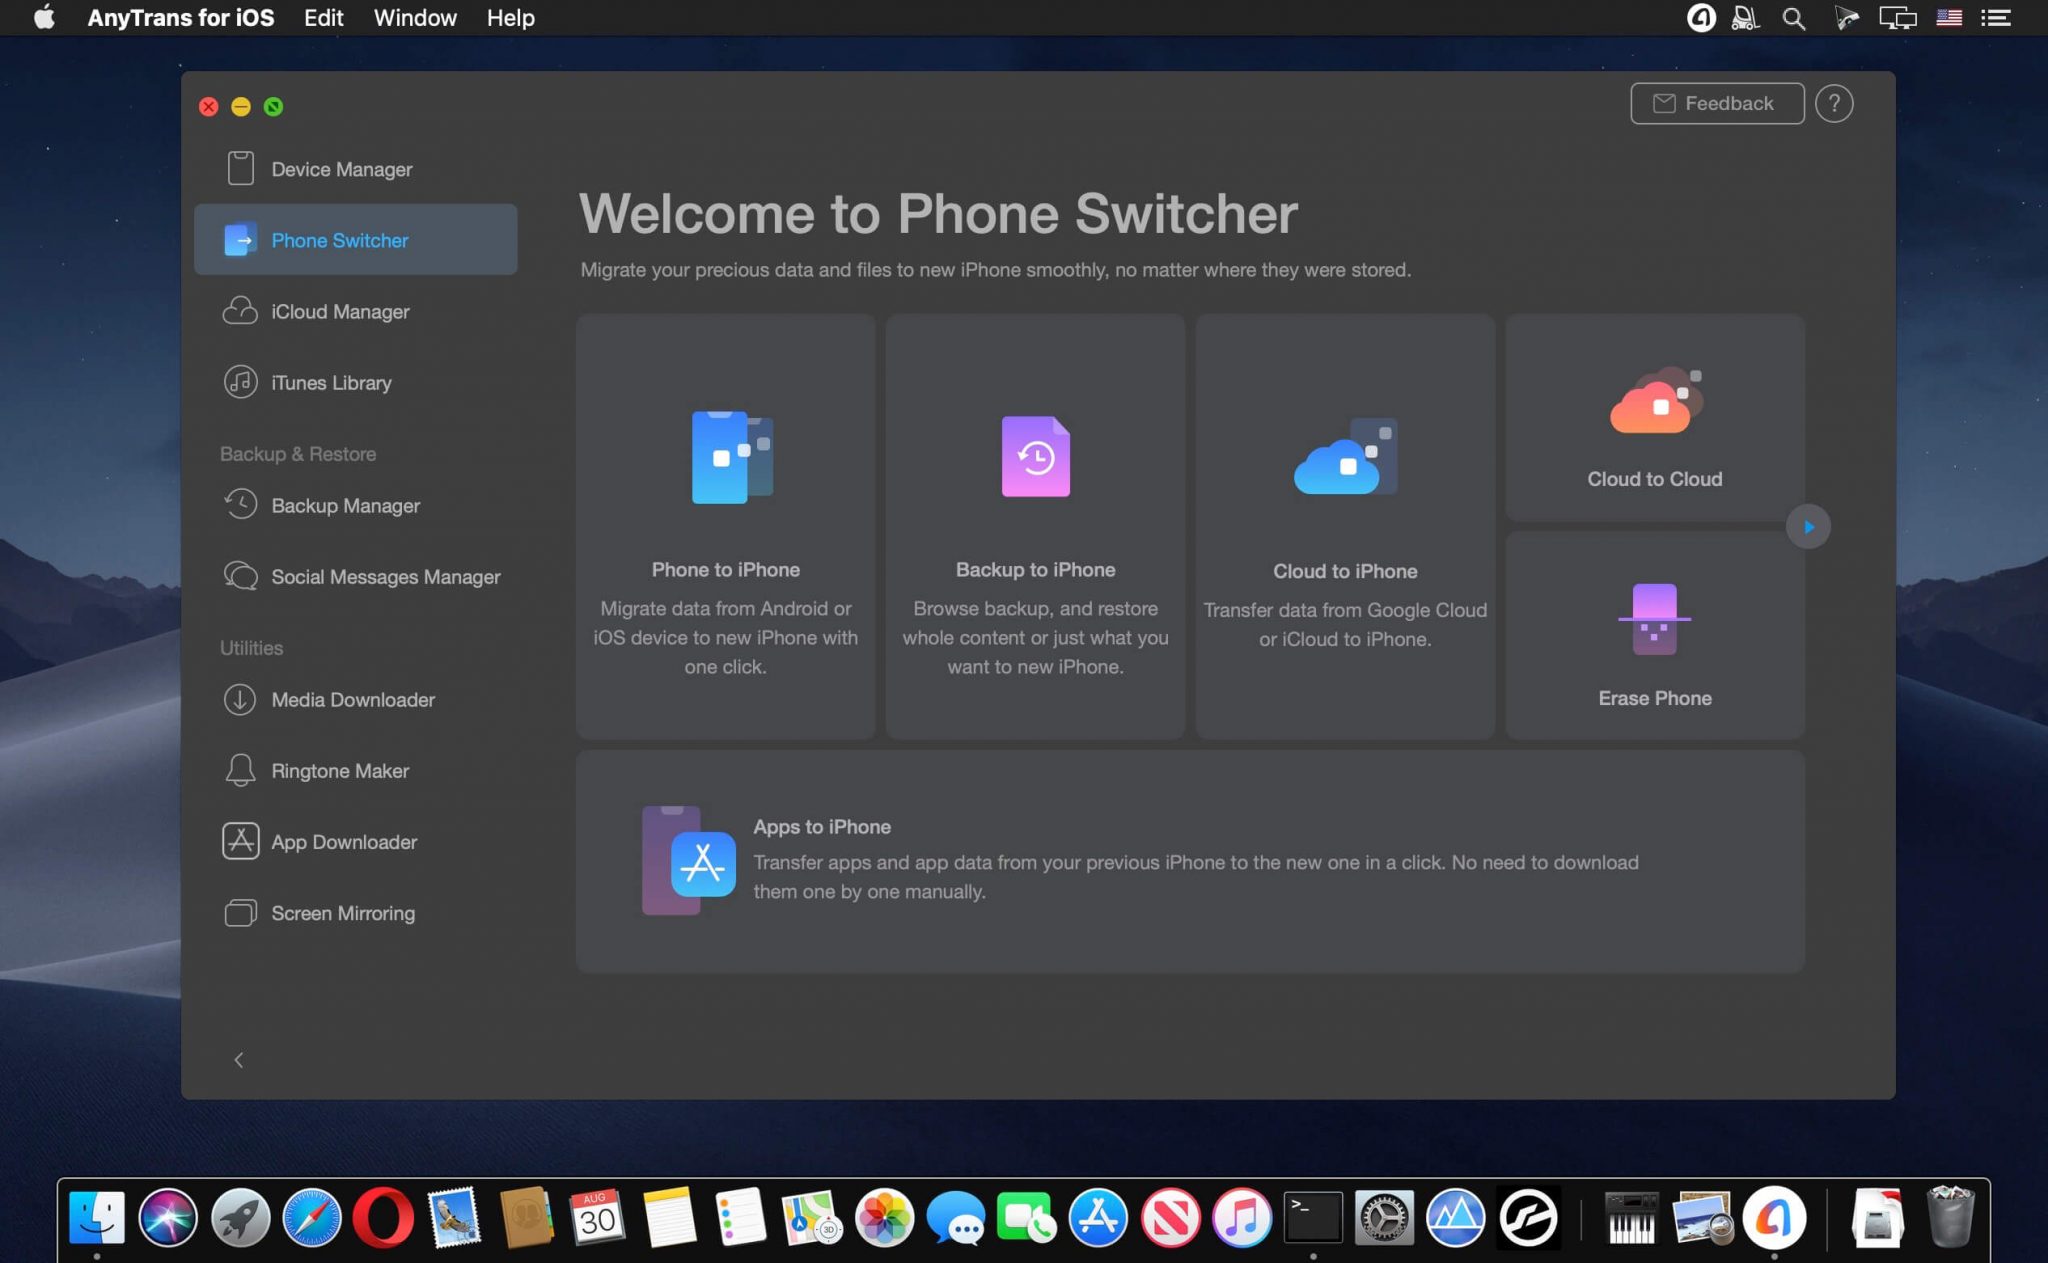 AnyTrans for iOS Edit Window Help
Feedback ?
Device Manager
Phone Switcher
iCloud Manager
iTunes Library
Backup & Restore
Backup Manager
Social Messages Manager
Utilities
Media Downloader
Ringtone Maker
App Downloader
Screen Mirroring
Welcome to Phone Switcher
Migrate your precious data and files to new iPhone smoothly, no matter where they were stored.
Phone to iPhone
Migrate data from Android or
iOS device to new iPhone with
one click.
Backup to iPhone
Browse backup, and restore
whole content or just what you
want to new iPhone.
Cloud to iPhone
Transfer data from Google Cloud
or iCloud to iPhone.
Cloud to Cloud
Erase Phone
Apps to iPhone
Transfer apps and app data from your previous iPhone to the new one in a click. No need to download
them one by one manually.
AUG
30
3D
>_